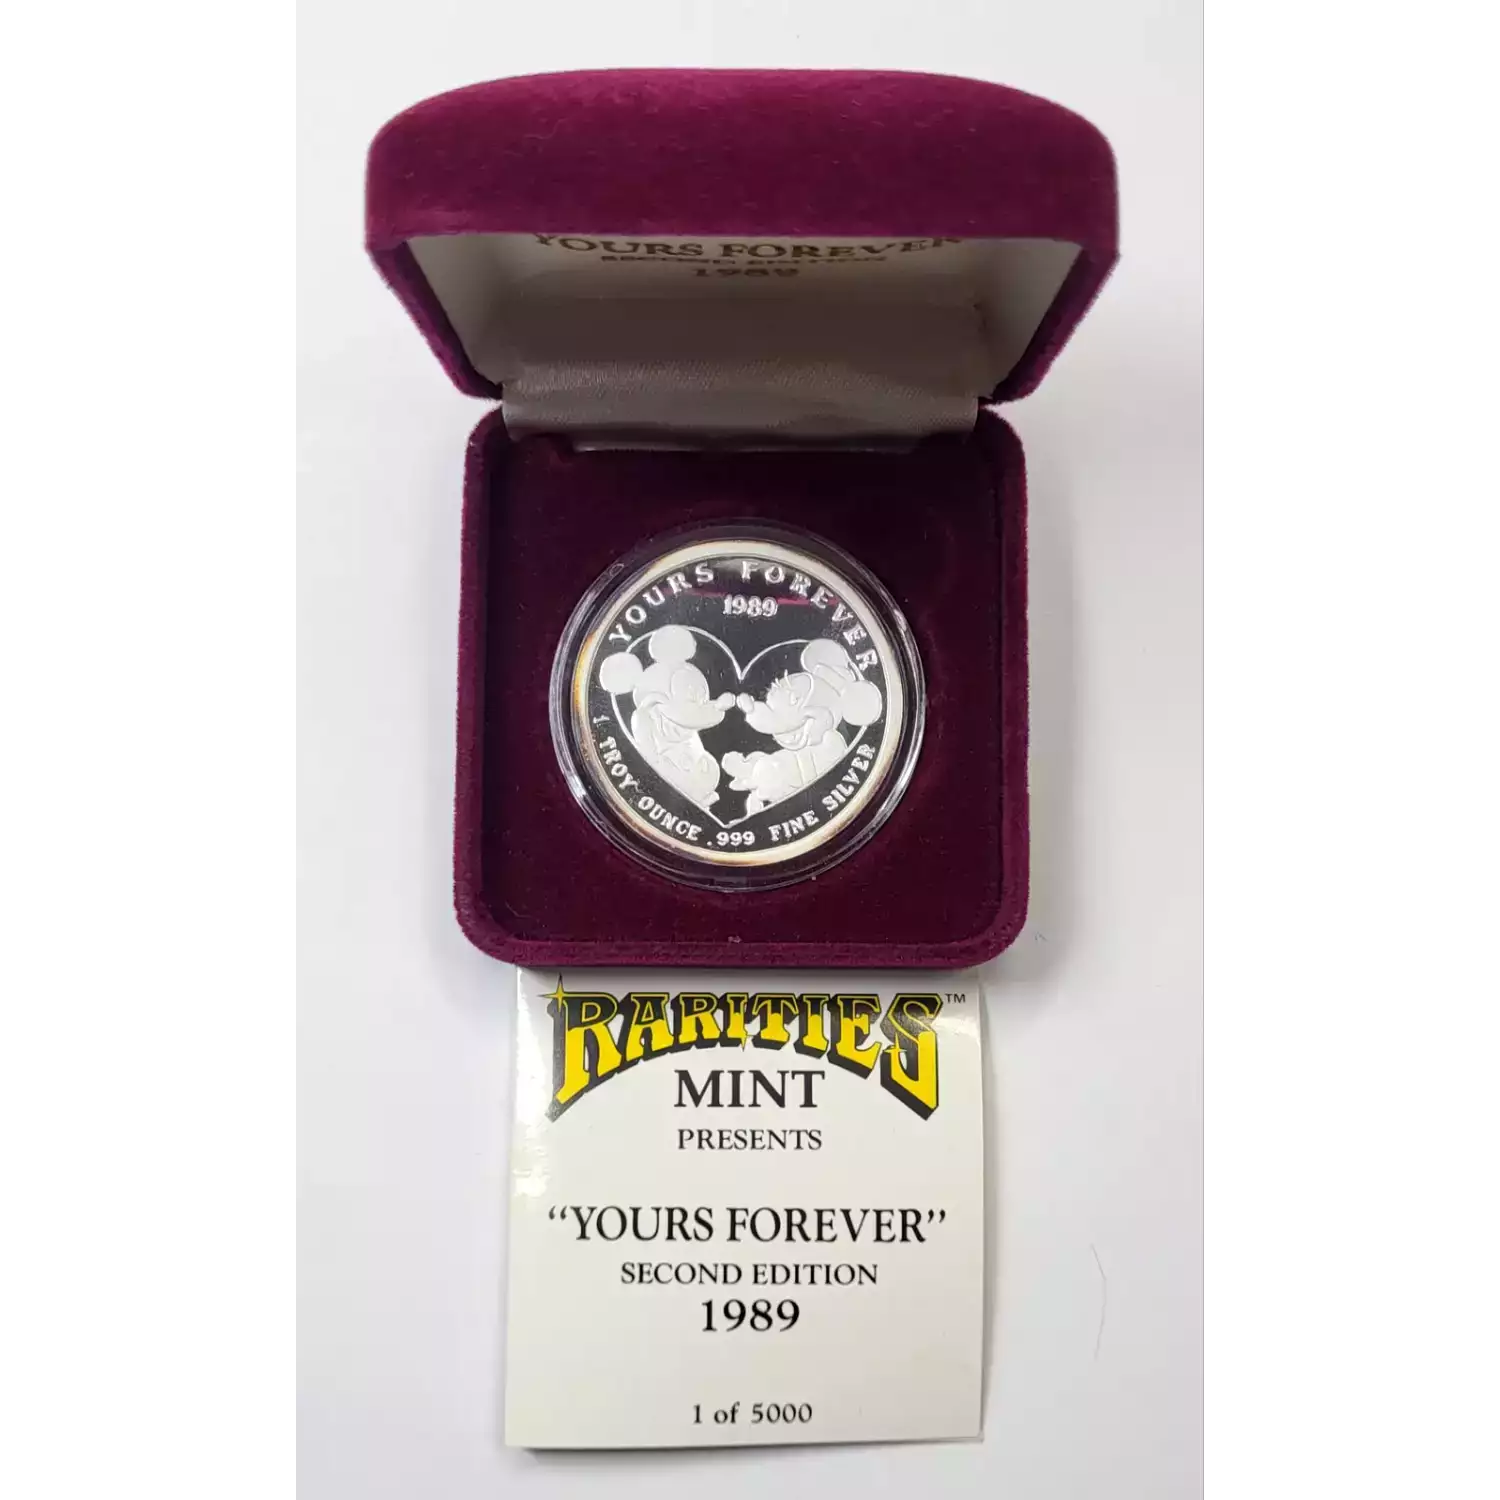 YOURS FOREVER
SECOND EDITION
1989
YOURS FOREVER
1989
1 TROY OUNCE .999 FINE SILVER
RARITIES™
MINT
PRESENTS
“YOURS FOREVER”
SECOND EDITION
1989
1 of 5000